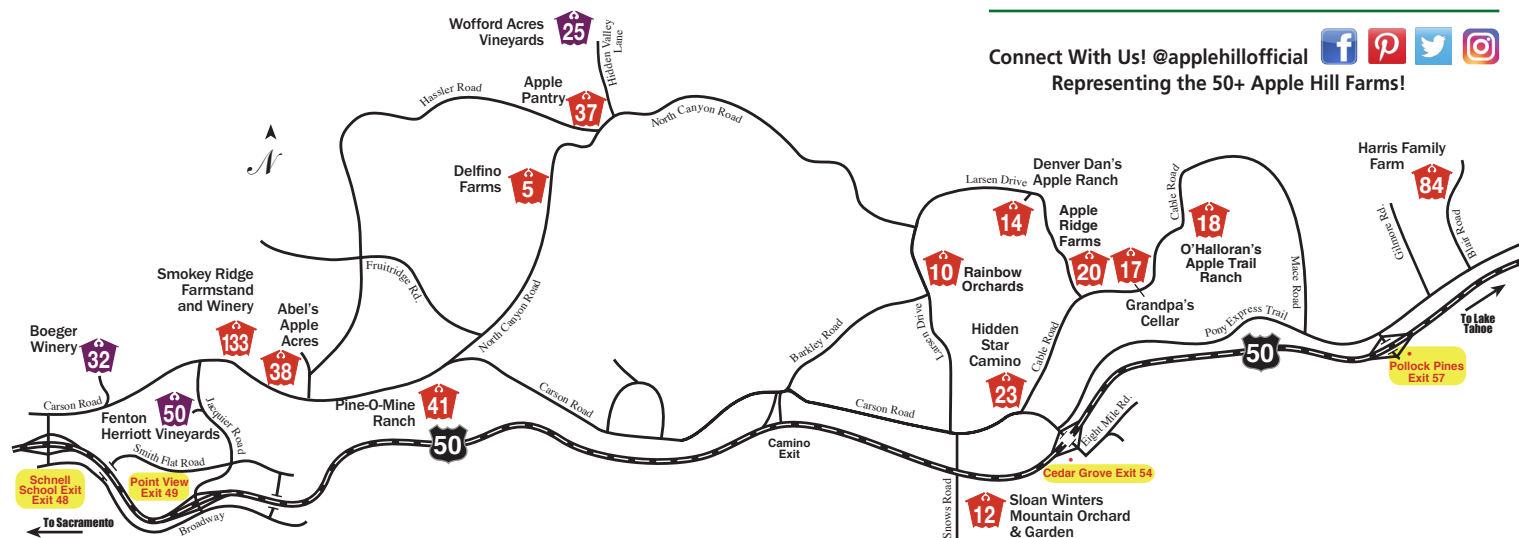 Connect With Us! @applehillofficial
Representing the 50+ Apple Hill Farms!
Wofford Acres
Vineyards
25
Hidden Valley
Lane
Apple
Pantry
37
Hassler Road
North Canyon Road
N
Delfino
Farms
5
Denver Dan's
Apple Ranch
Larsen Drive
14
Apple
Ridge
Farms
20
17
Grandpa's
Cellar
Cable Road
18
O'Halloran's
Apple Trail
Ranch
Mace Road
Harris Family
Farm
84
Gilmore Rd.
Blair Road
To Lake
Tahoe
Smokey Ridge
Farmstand
and Winery
133
Fruitridge Rd.
Abel's
Apple
Acres
38
North Canyon Road
10
Rainbow
Orchards
Larsen Drive
Barkley Road
Hidden
Star
Camino
23
Cable Road
Pony Express Trail
50
Pollock Pines
Exit 57
Boeger
Winery
32
Carson Road
50
Fenton
Herriott Vineyards
Jacquier Road
Pine-O-Mine
Ranch
41
50
Carson Road
Carson Road
Camino
Exit
Eight Mile Rd.
Cedar Grove Exit 54
Smith Flat Road
Schnell
School Exit
Exit 48
Point View
Exit 49
Broadway
To Sacramento
Snows Road
12
Sloan Winters
Mountain Orchard
& Garden